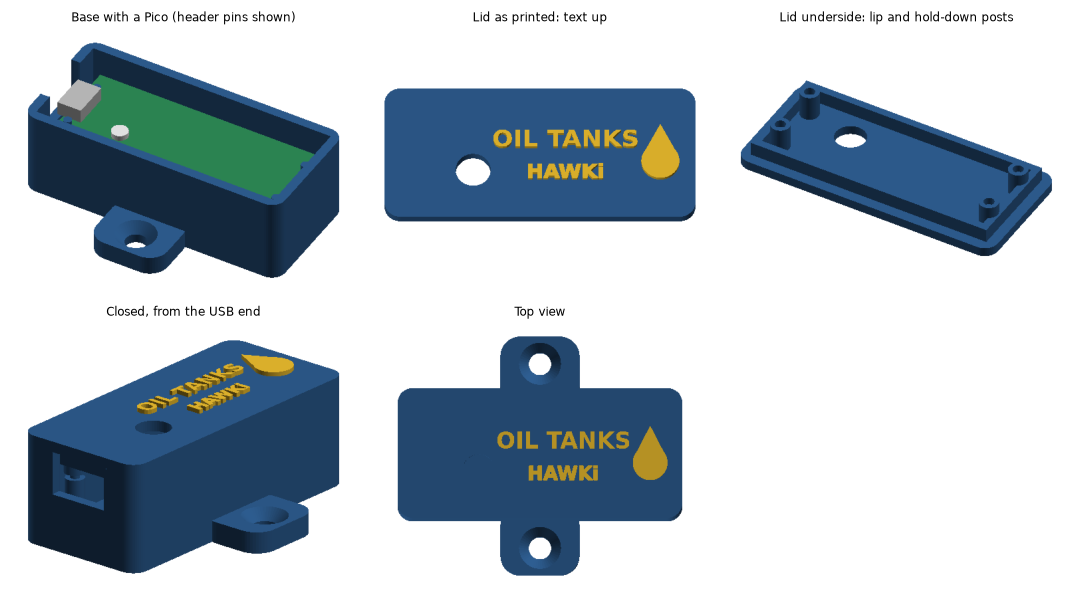 Base with a Pico (header pins shown)
Lid as printed: text up
Lid underside: lip and hold-down posts
OIL TANKS
HAWKi
Closed, from the USB end
Top view
OIL TANKS
HAWKi
OIL TANKS
HAWKi